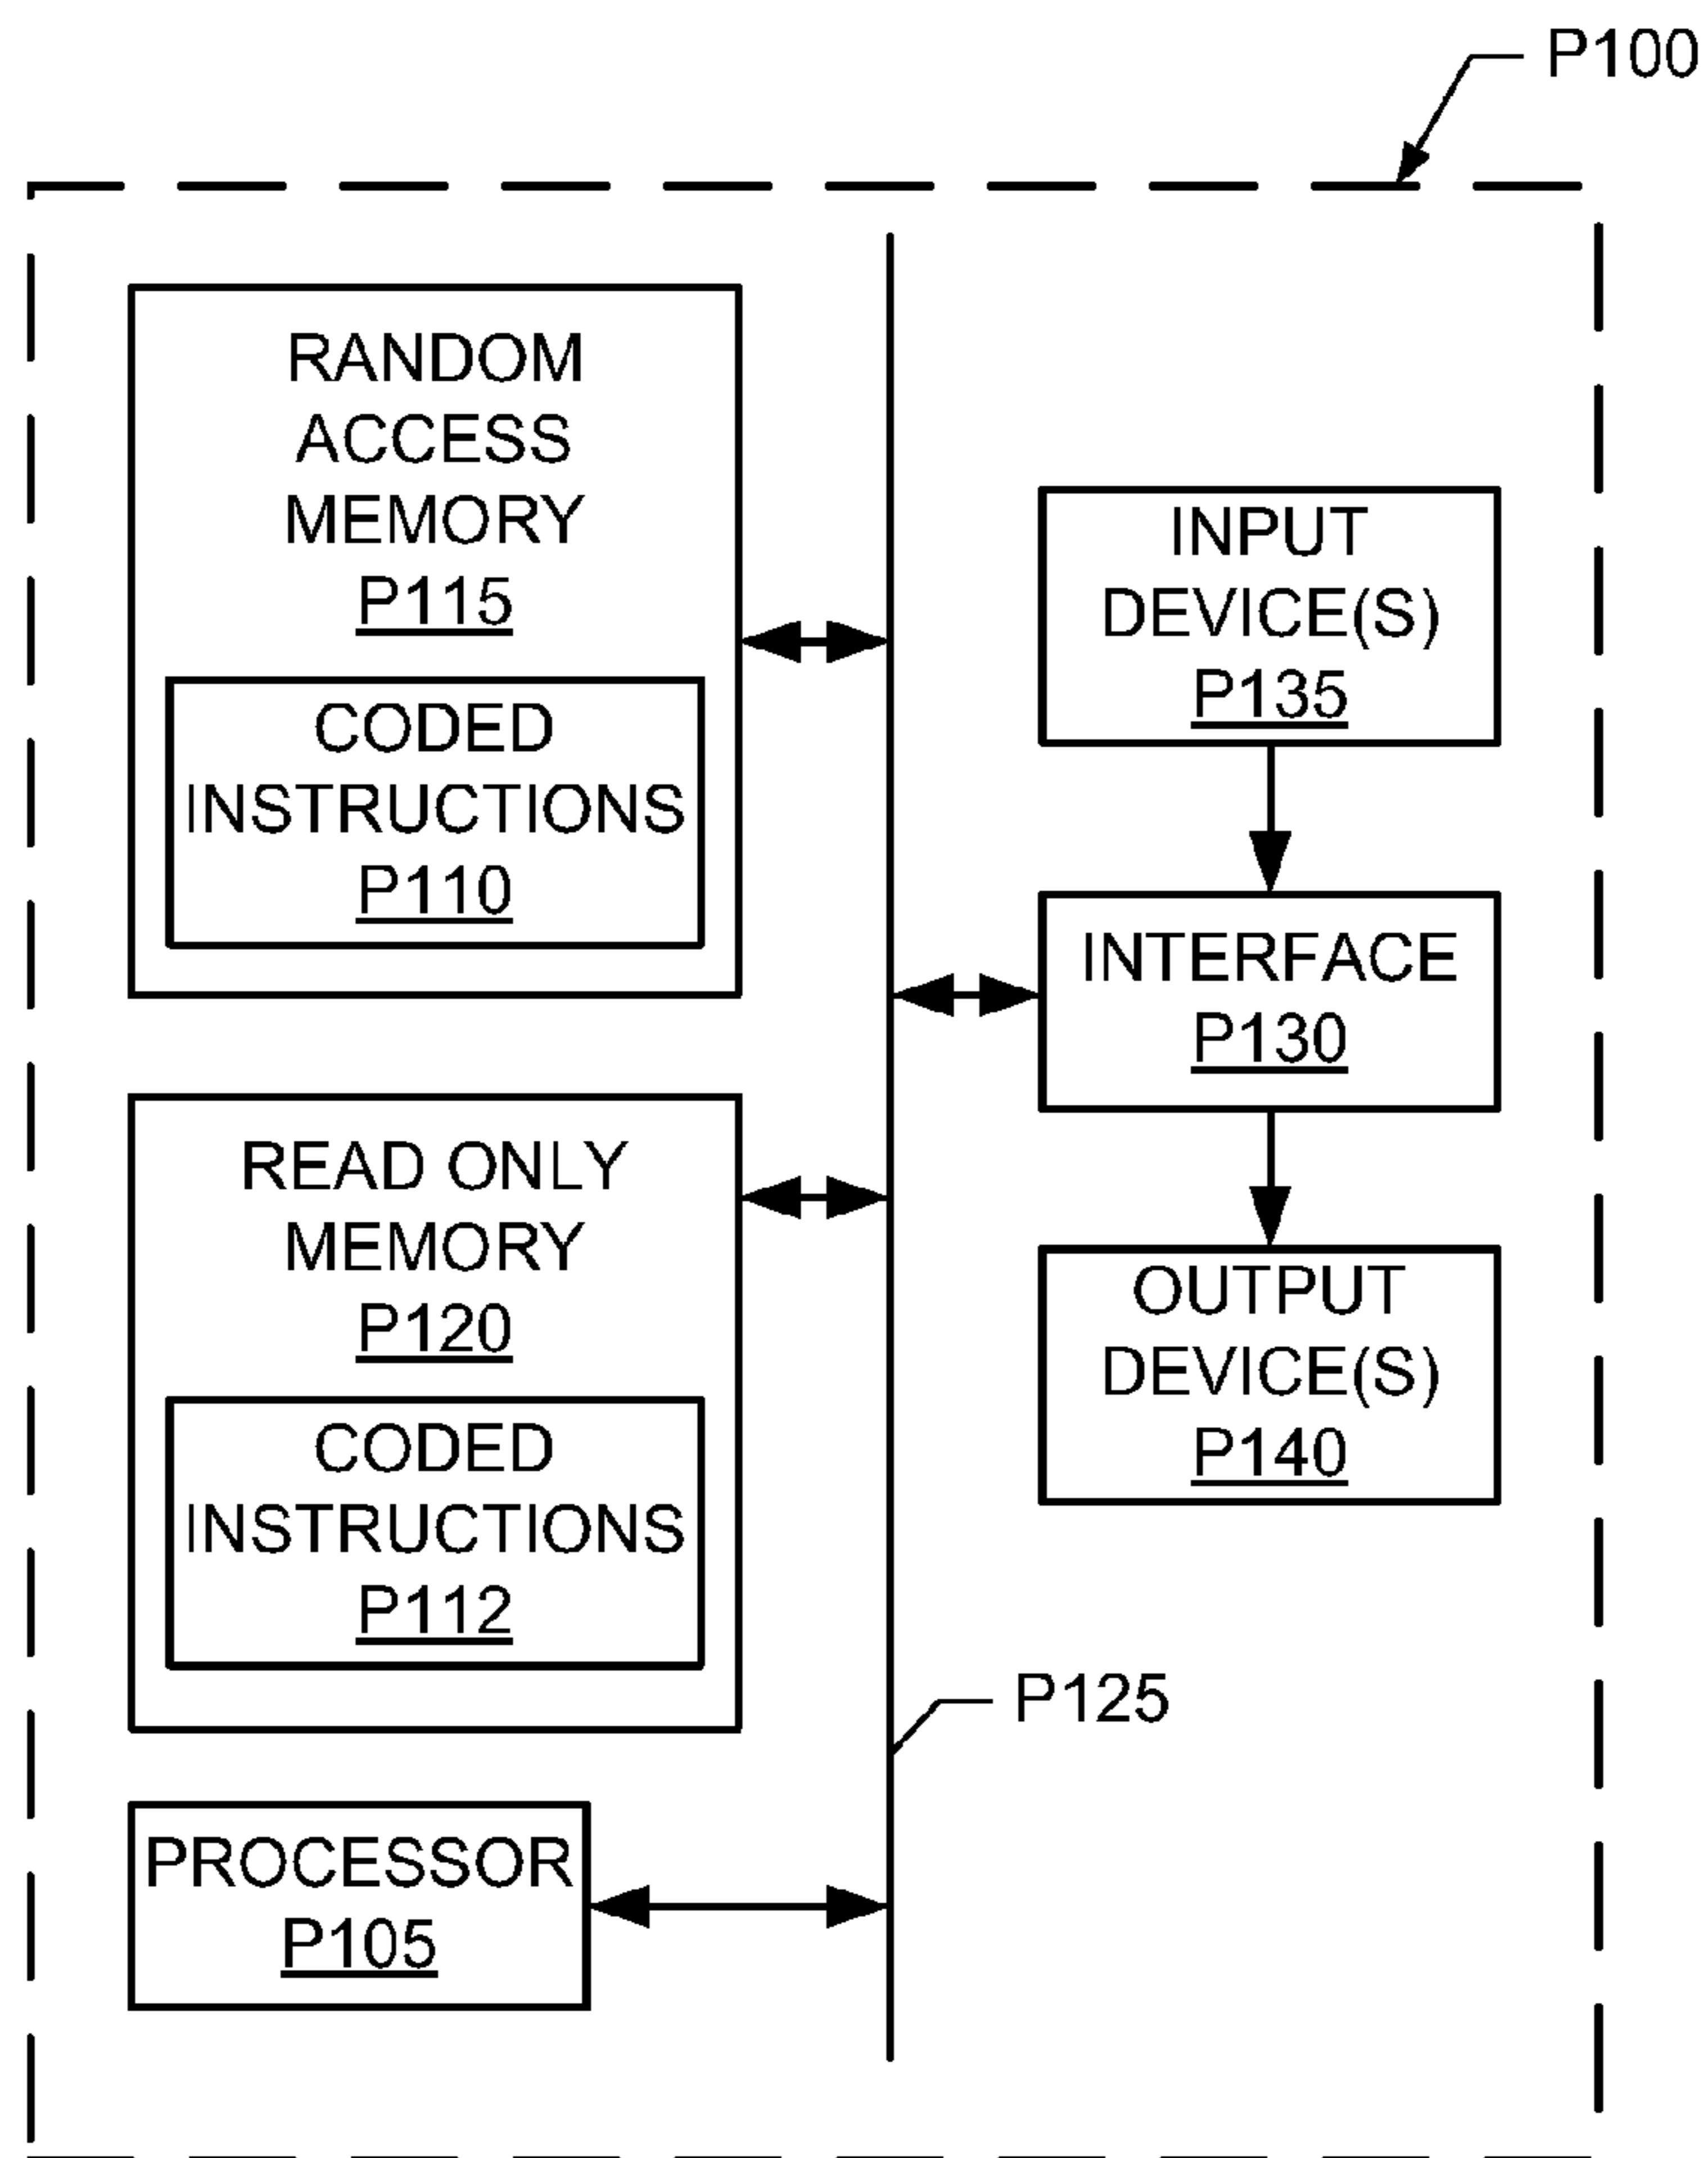 P100
RANDOM
ACCESS
MEMORY
P115
CODED
INSTRUCTIONS
P110
READ ONLY
MEMORY
P120
CODED
INSTRUCTIONS
P112
PROCESSOR
P105
INPUT
DEVICE(S)
P135
INTERFACE
P130
OUTPUT
DEVICE(S)
P140
P125